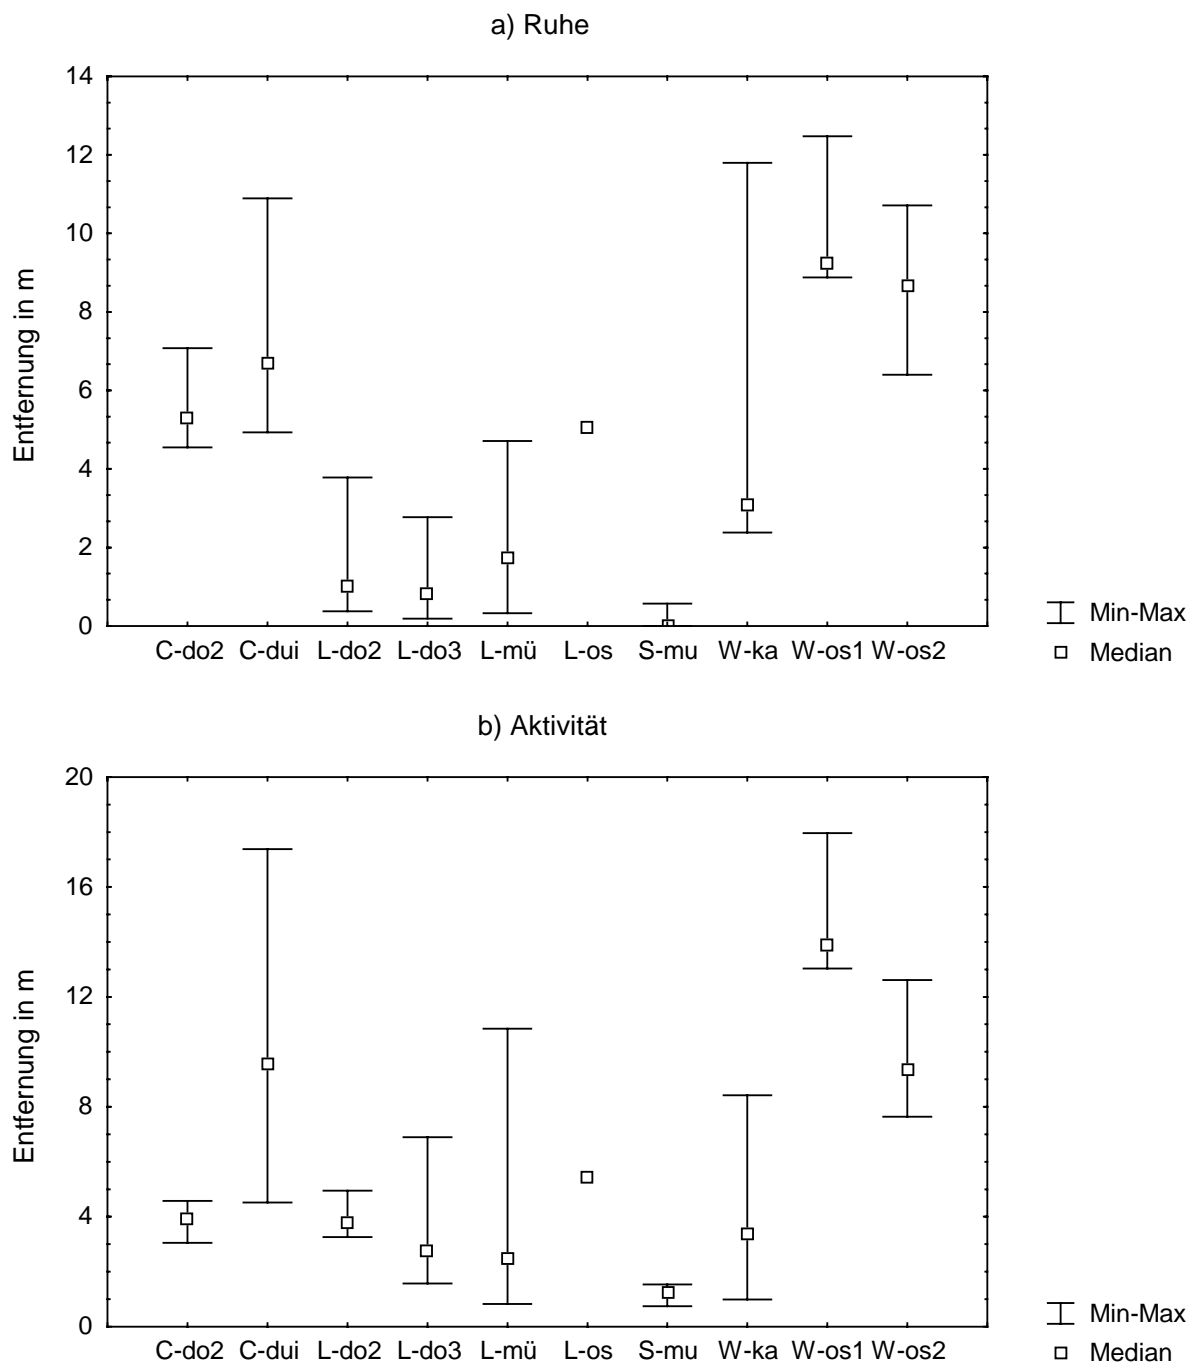 a) Ruhe
14
12
10
8
6
4
2
0
Entfernung in m
C-do2 C-dui L-do2 L-do3 L-mü L-os S-mu W-ka W-os1 W-os2
Min-Max
Median
b) Aktivität
20
16
12
8
4
0
Entfernung in m
C-do2 C-dui L-do2 L-do3 L-mü L-os S-mu W-ka W-os1 W-os2
Min-Max
Median